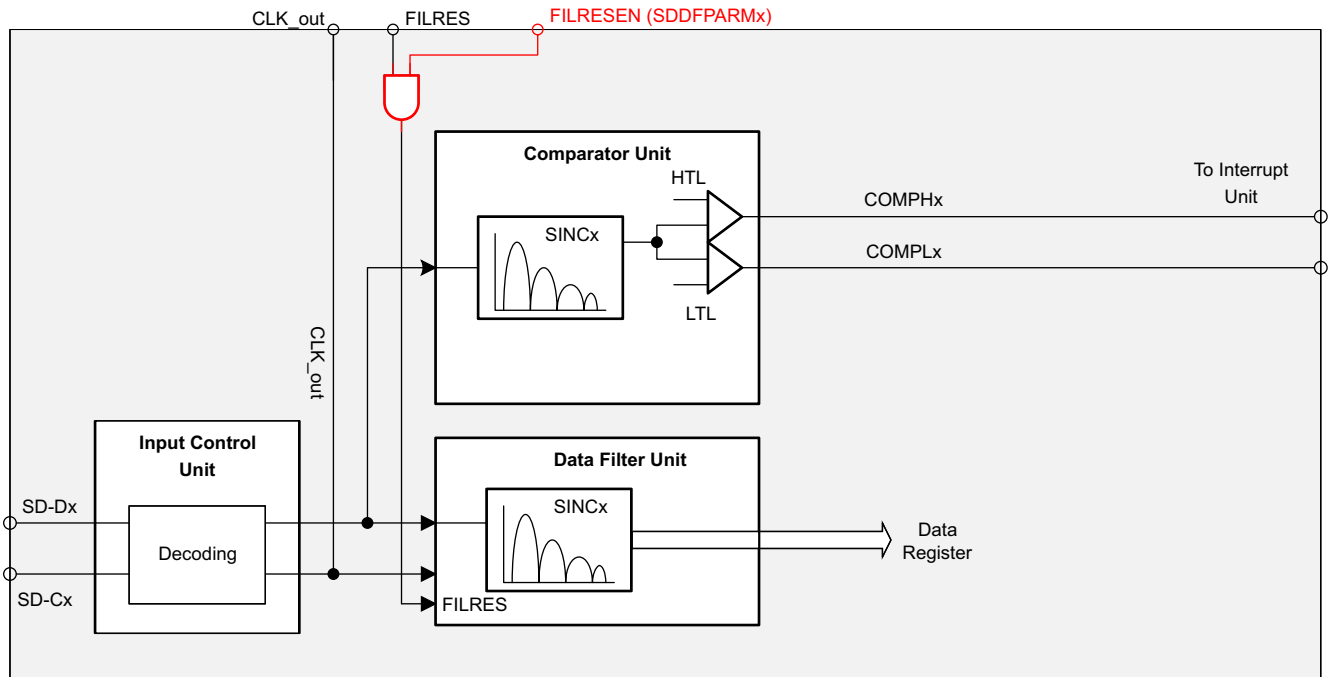 CLK_out
FILRES
FILRESEN (SDDFPARMx)
Comparator Unit
HTL
SINCx
LTL
COMPHx
COMPLx
To Interrupt
Unit
CLK_out
Input Control
Unit
SD-Dx
Decoding
SD-Cx
Data Filter Unit
SINCx
FILRES
Data
Register